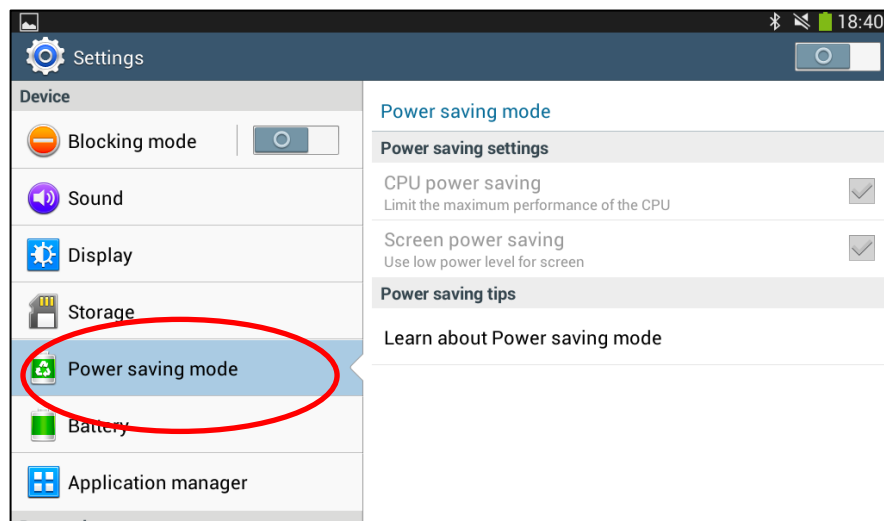 18:40
Settings
Device
Blocking mode
Sound
Display
Storage
Power saving mode
Battery
Application manager
Power saving mode
Power saving settings
CPU power saving
Limit the maximum performance of the CPU
Screen power saving
Use low power level for screen
Power saving tips
Learn about Power saving mode